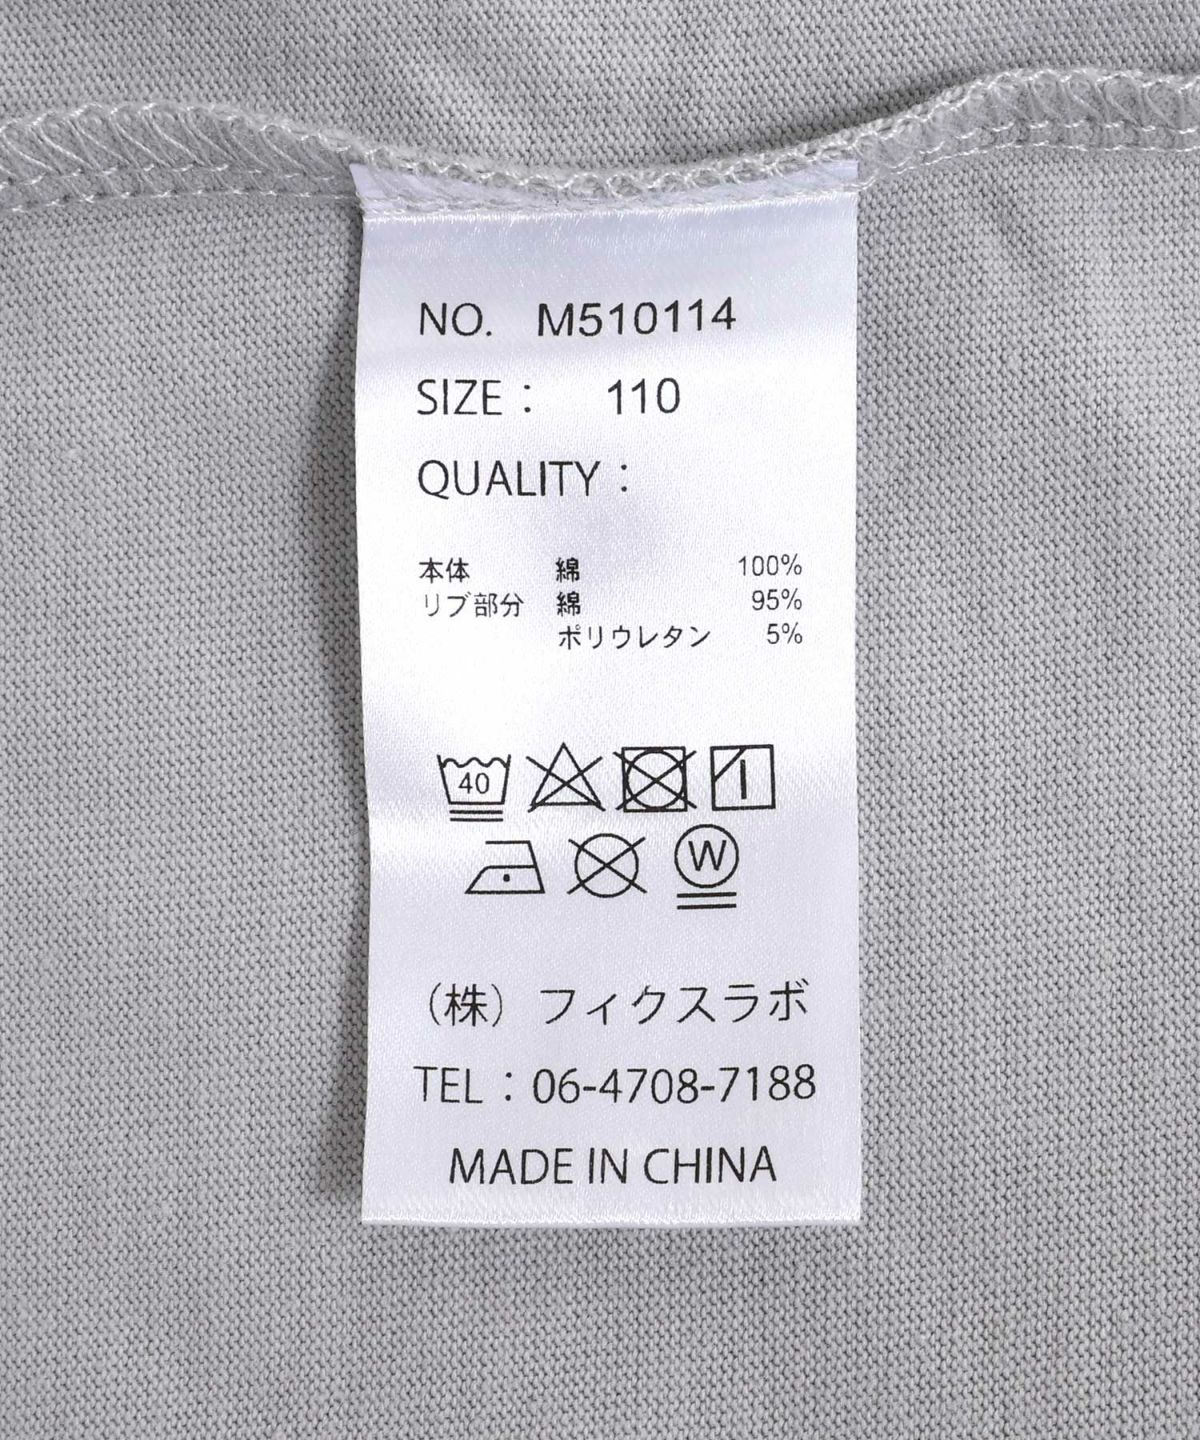 NO. M510114
SIZE： 110
QUALITY：
本体 綿 100%
リブ部分 綿 95%
ポリウレタン 5%
40
W
（株）フィクスラボ
TEL：06-4708-7188
MADE IN CHINA